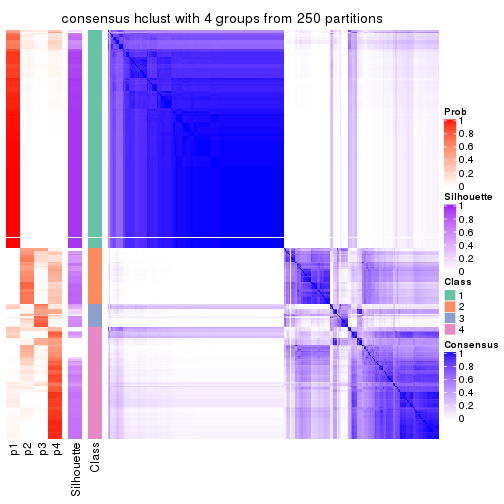 consensus hclust with 4 groups from 250 partitions
Prob
1
0.8
0.6
0.4
0.2
0
Silhouette
1
0.8
0.6
0.4
0.2
0
Class
1
2
3
4
Consensus
1
0.8
0.6
0.4
0.2
0
p1
p2
p3
p4
Silhouette
Class